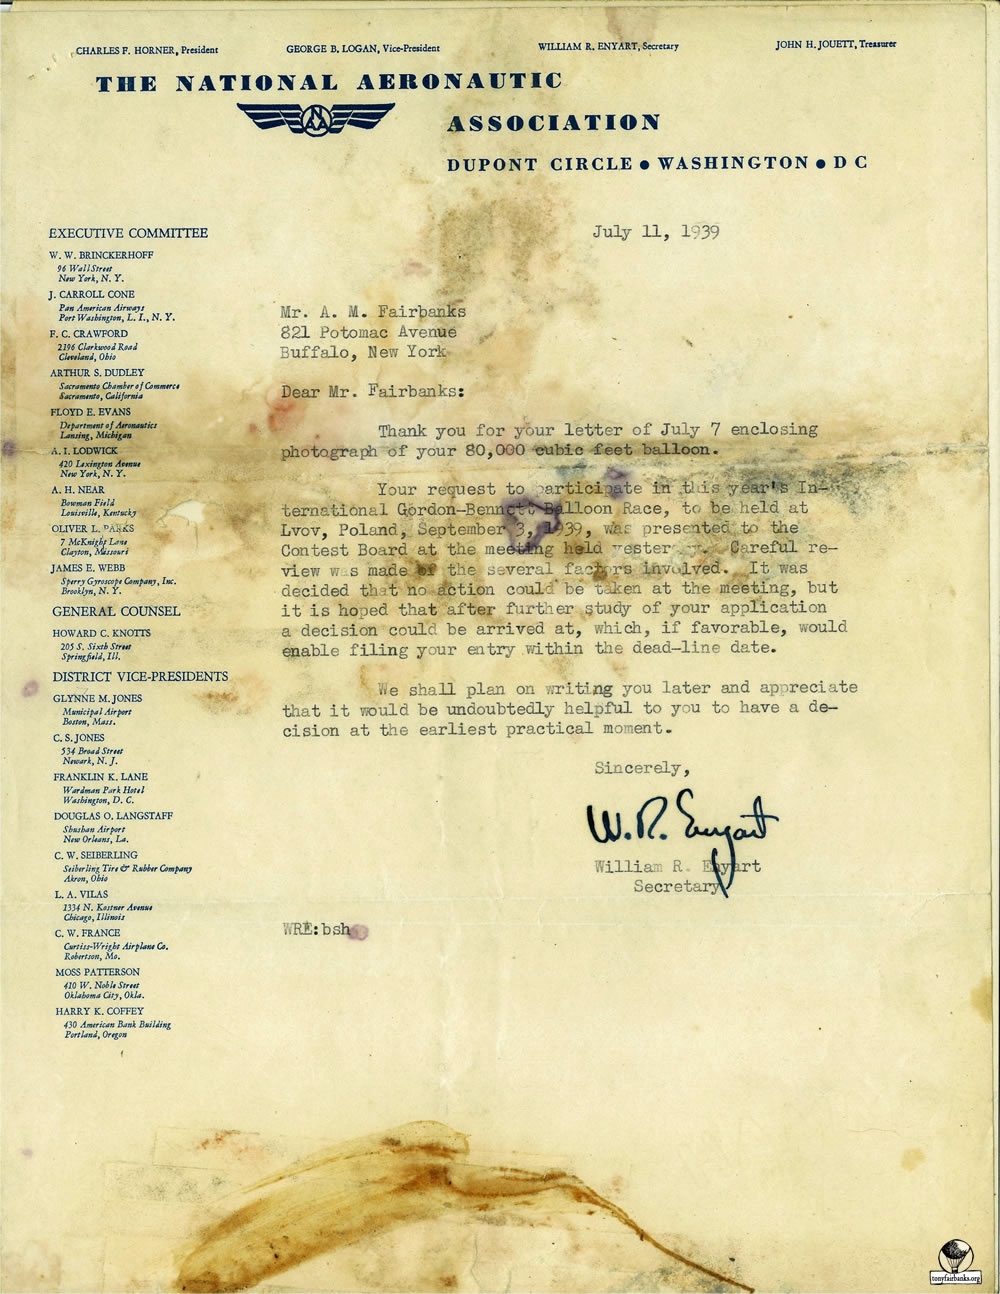 CHARLES F. HORNER, President GEORGE B. LOGAN, Vice-President WILLIAM R. ENYART, Secretary JOHN H. JOUETT, Treasurer
THE NATIONAL AERONAUTIC
ASSOCIATION
DUPONT CIRCLE ● WASHINGTON ● D C
EXECUTIVE COMMITTEE
W. W. BRINCKERHOFF
96 Wall Street
New York, N. Y.
J. CARROLL CONE
Pan American Airways
Port Washington, L. I., N. Y.
F. C. CRAWFORD
2196 Clarkwood Road
Cleveland, Ohio
ARTHUR S. DUDLEY
Sacramento Chamber of Commerce
Sacramento, California
FLOYD E. EVANS
Department of Aeronautics
Lansing, Michigan
A. I. LODWICK
420 Lexington Avenue
New York, N. Y.
A. H. NEAR
Bowman Field
Louisville, Kentucky
OLIVER L. PARKS
7 McKnight Lane
Clayton, Missouri
JAMES E. WEBB
Sperry Gyroscope Company, Inc.
Brooklyn, N. Y.
GENERAL COUNSEL
HOWARD C. KNOTTS
205 S. Sixth Street
Springfield, Ill.
DISTRICT VICE-PRESIDENTS
GLYNNE M. JONES
Municipal Airport
Boston, Mass.
C. S. JONES
534 Broad Street
Newark, N. J.
FRANKLIN K. LANE
Wardman Park Hotel
Washington, D. C.
DOUGLAS O. LANGSTAFF
Shushan Airport
New Orleans, La.
C. W. SEIBERLING
Seiberling Tire & Rubber Company
Akron, Ohio
L. A. VILAS
1334 N. Kostner Avenue
Chicago, Illinois
C. W. FRANCE
Curtiss-Wright Airplane Co.
Robertson, Mo.
MOSS PATTERSON
410 W. Noble Street
Oklahoma City, Okla.
HARRY K. COFFEY
430 American Bank Building
Portland, Oregon
July 11, 1939
Mr. A. M. Fairbanks
821 Potomac Avenue
Buffalo, New York
Dear Mr. Fairbanks:
Thank you for your letter of July 7 enclosing
photograph of your 80,000 cubic feet balloon.
Your request to participate in this year's In-
ternational Gordon-Bennett Balloon Race, to be held at
Lvov, Poland, September 3, 1939, was presented to the
Contest Board at the meeting held yesterday. Careful re-
view was made of the several factors involved. It was
decided that no action could be taken at the meeting, but
it is hoped that after further study of your application
a decision could be arrived at, which, if favorable, would
enable filing your entry within the dead-line date.
We shall plan on writing you later and appreciate
that it would be undoubtedly helpful to you to have a de-
cision at the earliest practical moment.
Sincerely,
W. R. Enyart
William R. Enyart
Secretary
WRE:bsh
tonyfairbanks.org